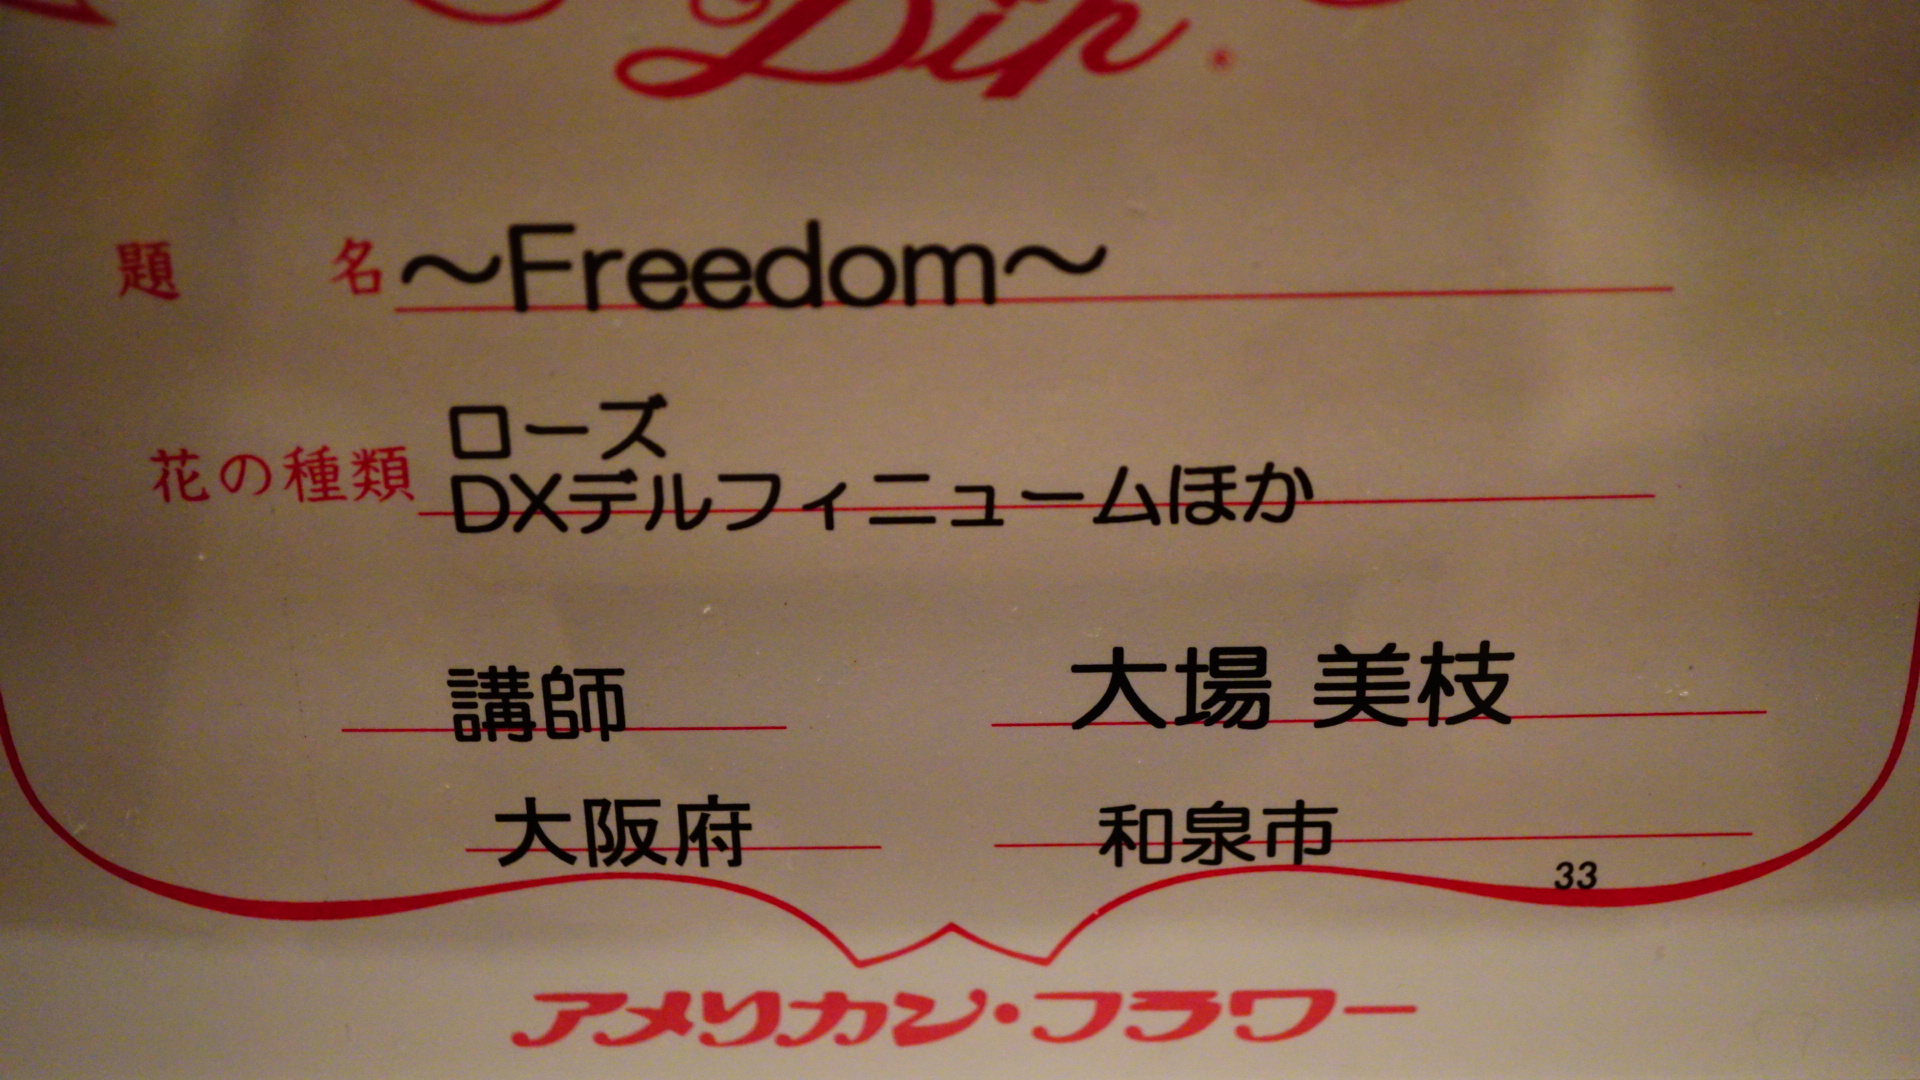 Dip®
題 名 ～Freedom～
ローズ
花の種類 DXデルフィニュームほか
講師 大場 美枝
大阪府 和泉市
33
アメリカン・フラワー